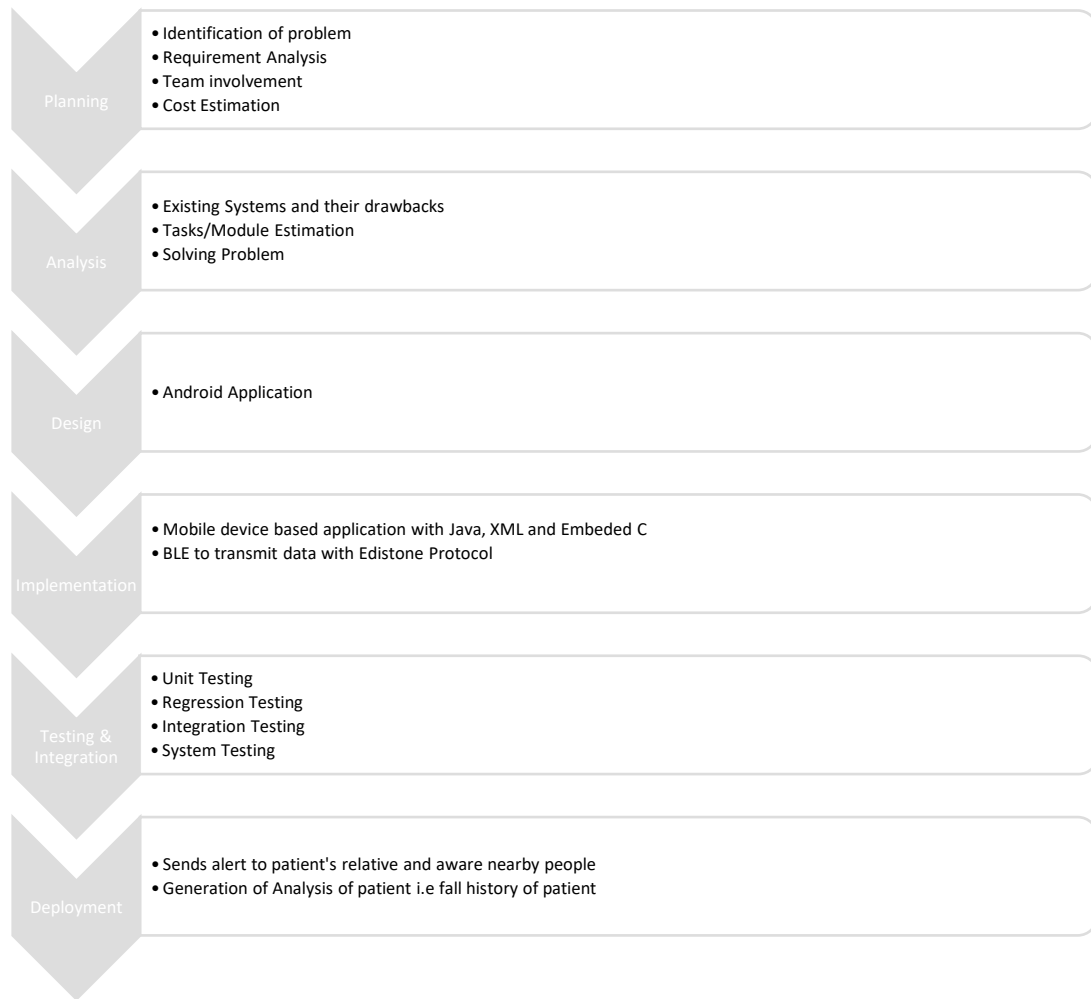 Planning
• Identification of problem
• Requirement Analysis
• Team involvement
• Cost Estimation
Analysis
• Existing Systems and their drawbacks
• Tasks/Module Estimation
• Solving Problem
Design
• Android Application
Implementation
• Mobile device based application with Java, XML and Embeded C
• BLE to transmit data with Edistone Protocol
Testing &
Integration
• Unit Testing
• Regression Testing
• Integration Testing
• System Testing
Deployment
• Sends alert to patient's relative and aware nearby people
• Generation of Analysis of patient i.e fall history of patient